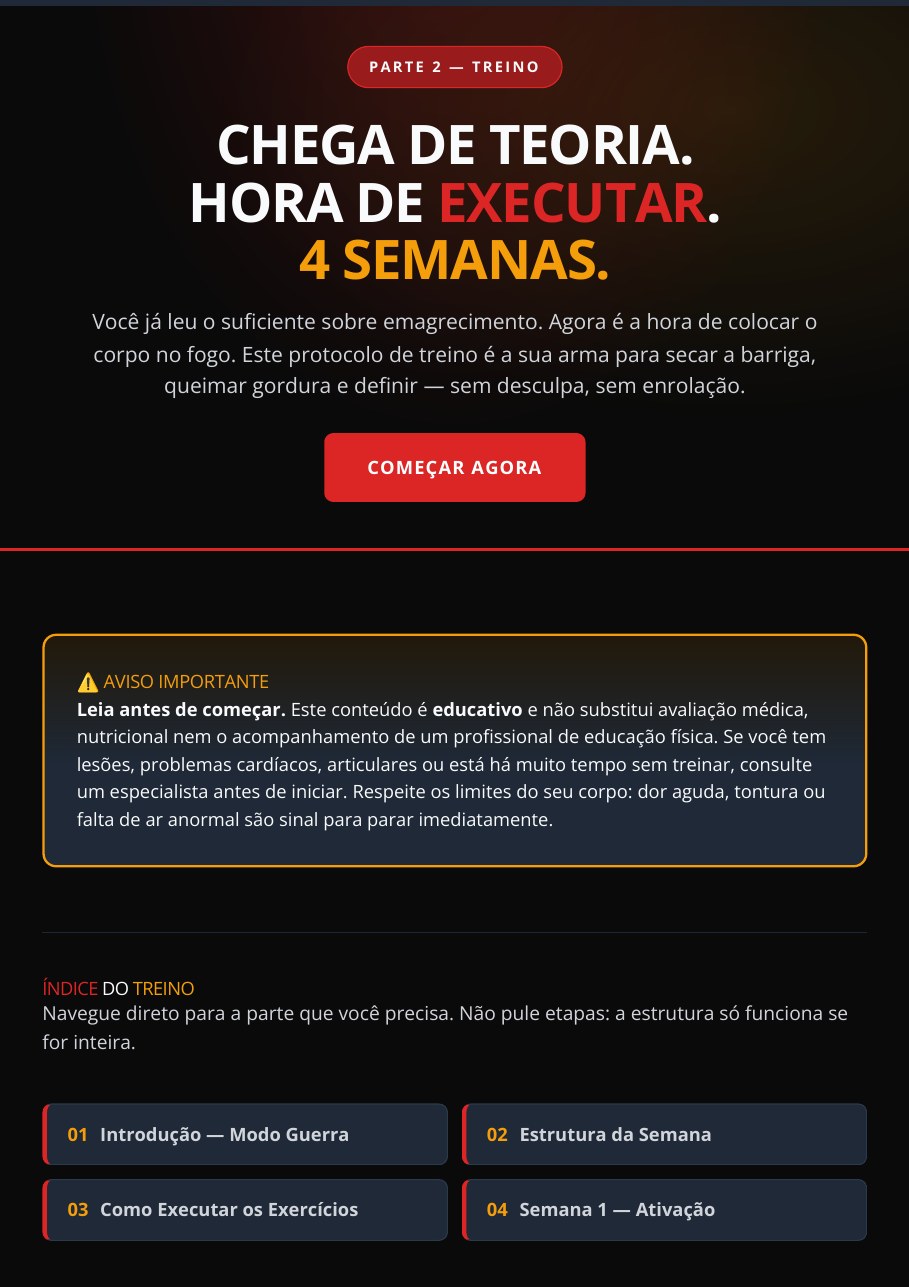 PARTE 2 — TREINO
CHEGA DE TEORIA.
HORA DE EXECUTAR.
4 SEMANAS.
Você já leu o suficiente sobre emagrecimento. Agora é a hora de colocar o
corpo no fogo. Este protocolo de treino é a sua arma para secar a barriga,
queimar gordura e definir — sem desculpa, sem enrolação.
COMEÇAR AGORA
⚠️ AVISO IMPORTANTE
Leia antes de começar. Este conteúdo é educativo e não substitui avaliação médica,
nutricional nem o acompanhamento de um profissional de educação física. Se você tem
lesões, problemas cardíacos, articulares ou está há muito tempo sem treinar, consulte
um especialista antes de iniciar. Respeite os limites do seu corpo: dor aguda, tontura ou
falta de ar anormal são sinal para parar imediatamente.
ÍNDICE DO TREINO
Navegue direto para a parte que você precisa. Não pule etapas: a estrutura só funciona se
for inteira.
01 Introdução — Modo Guerra
02 Estrutura da Semana
03 Como Executar os Exercícios
04 Semana 1 — Ativação